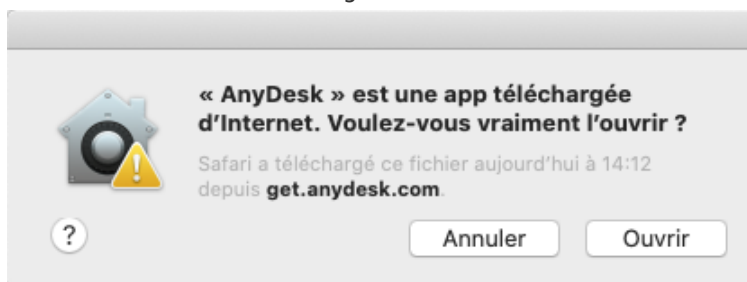 « AnyDesk » est une app téléchargée
d'Internet. Voulez-vous vraiment l'ouvrir ?
Safari a téléchargé ce fichier aujourd'hui à 14:12
depuis get.anydesk.com.
?
Annuler
Ouvrir